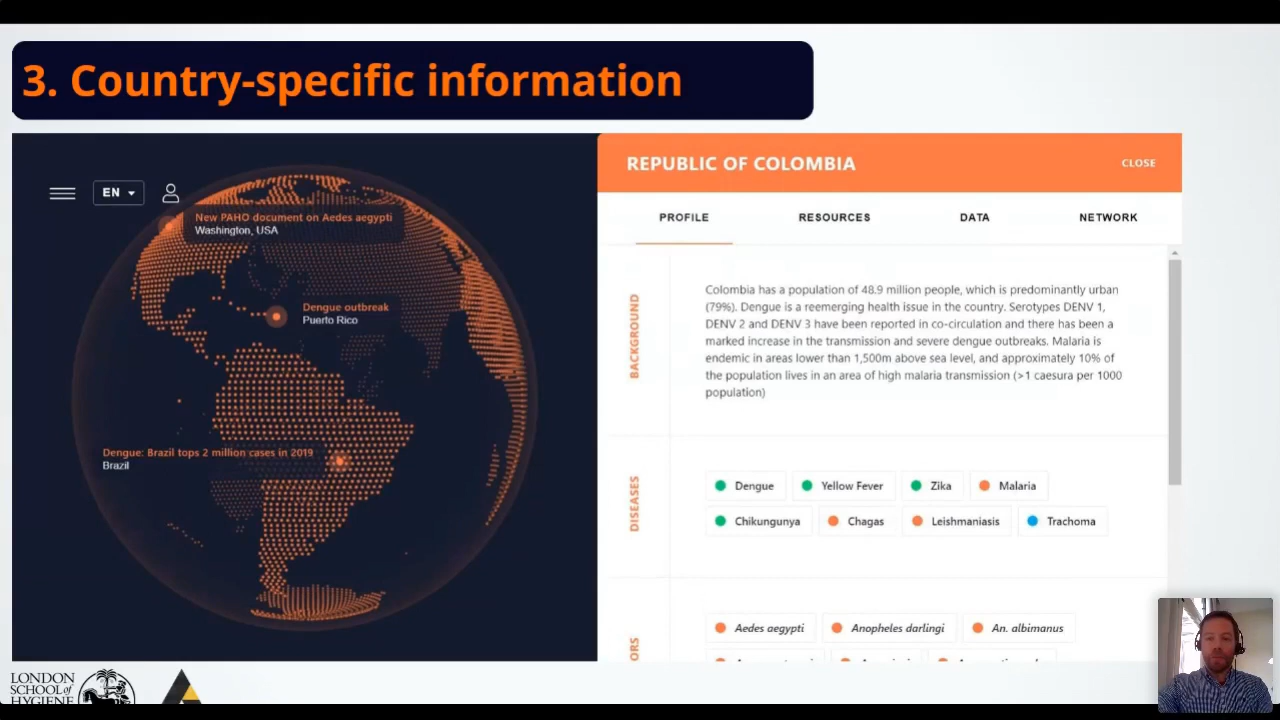 3. Country-specific information
EN
New PAHO document on Aedes aegypti
Washington, USA
Dengue outbreak
Puerto Rico
Dengue: Brazil tops 2 million cases in 2019
Brazil
REPUBLIC OF COLOMBIA
CLOSE
PROFILE
RESOURCES
DATA
NETWORK
BACKGROUND
Colombia has a population of 48.9 million people, which is predominantly urban
(79%). Dengue is a reemerging health issue in the country. Serotypes DENV 1,
DENV 2 and DENV 3 have been reported in co-circulation and there has been a
marked increase in the transmission and severe dengue outbreaks. Malaria is
endemic in areas lower than 1,500m above sea level, and approximately 10% of
the population lives in an area of high malaria transmission (>1 caesura per 1000
population)
DISEASES
Dengue
Yellow Fever
Zika
Malaria
Chikungunya
Chagas
Leishmaniasis
Trachoma
ORS
Aedes aegypti
Anopheles darlingi
An. albimanus
LONDON
SCHOOL of
HYGIENE